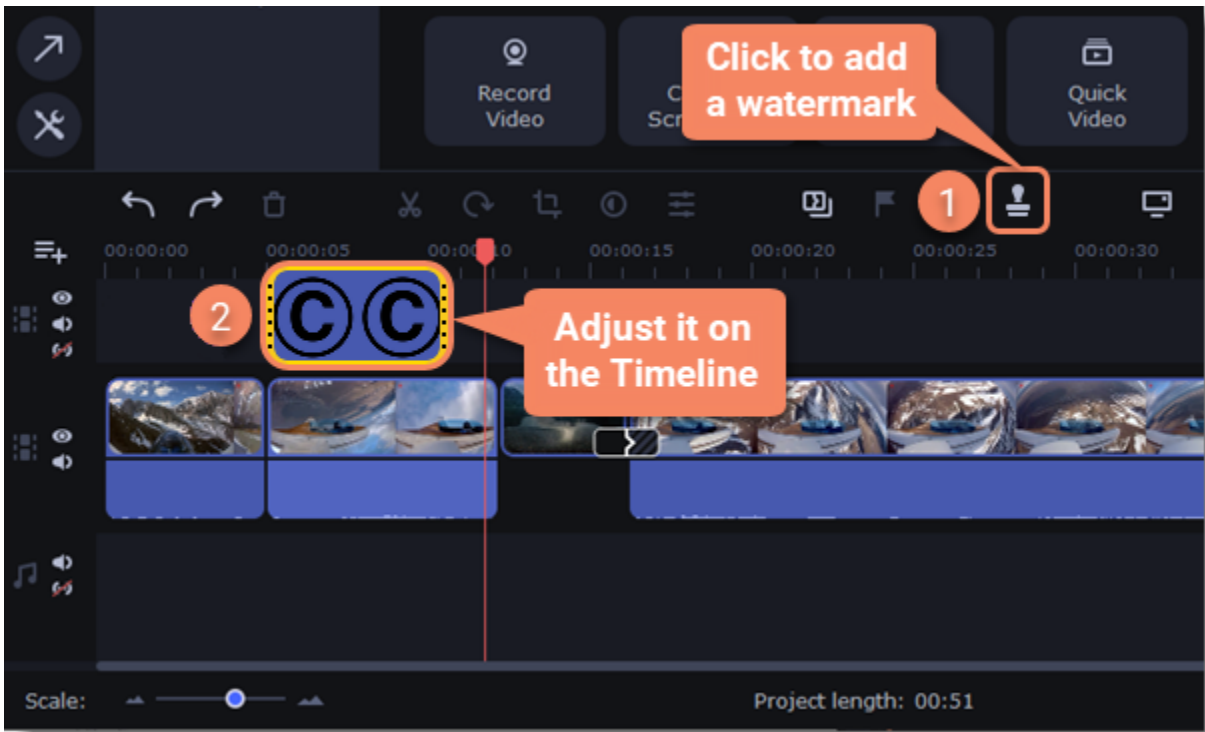 Click to add
a watermark
Record
Video
Quick
Video
1
00:00:00
00:00:05
00:00:15
00:00:20
00:00:25
00:00:30
2
C C
Adjust it on
the Timeline
Scale:
Project length: 00:51